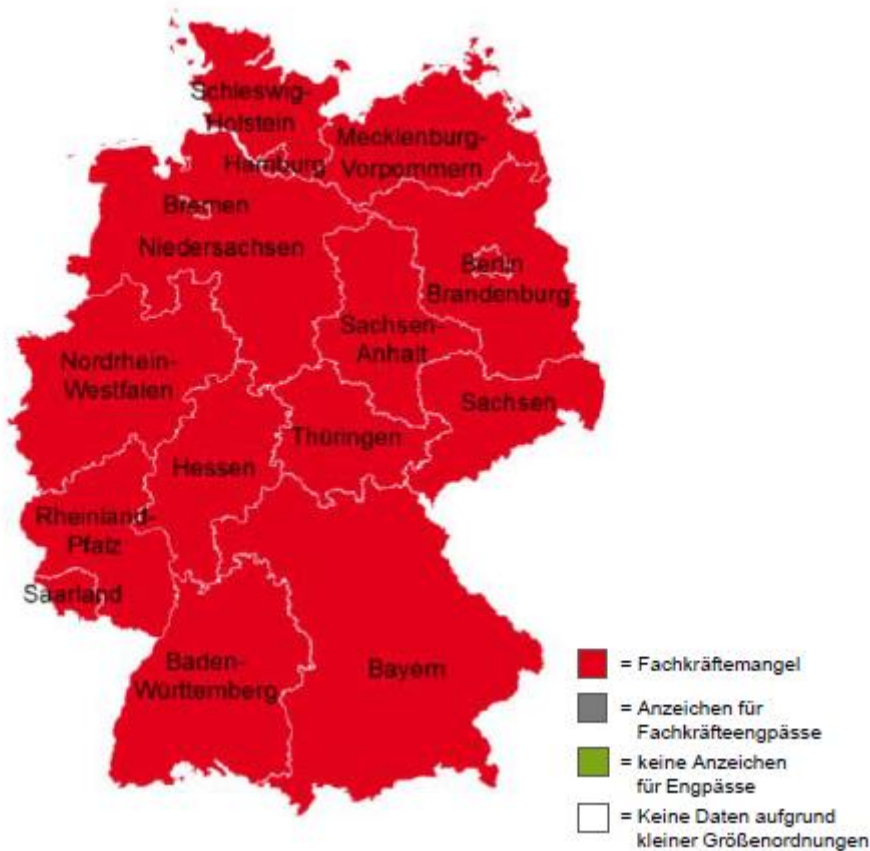 Schleswig-
Holstein
Mecklenburg-
Vorpommern
Hamburg
Bremen
Niedersachsen
Berlin
Brandenburg
Sachsen-
Anhalt
Nordrhein-
Westfalen
Sachsen
Thüringen
Hessen
Rheinland-
Pfalz
Saarland
Baden-
Württemberg
Bayern
= Fachkräftemangel
= Anzeichen für
Fachkräfteengpässe
= keine Anzeichen
für Engpässe
= Keine Daten aufgrund
kleiner Größenordnungen